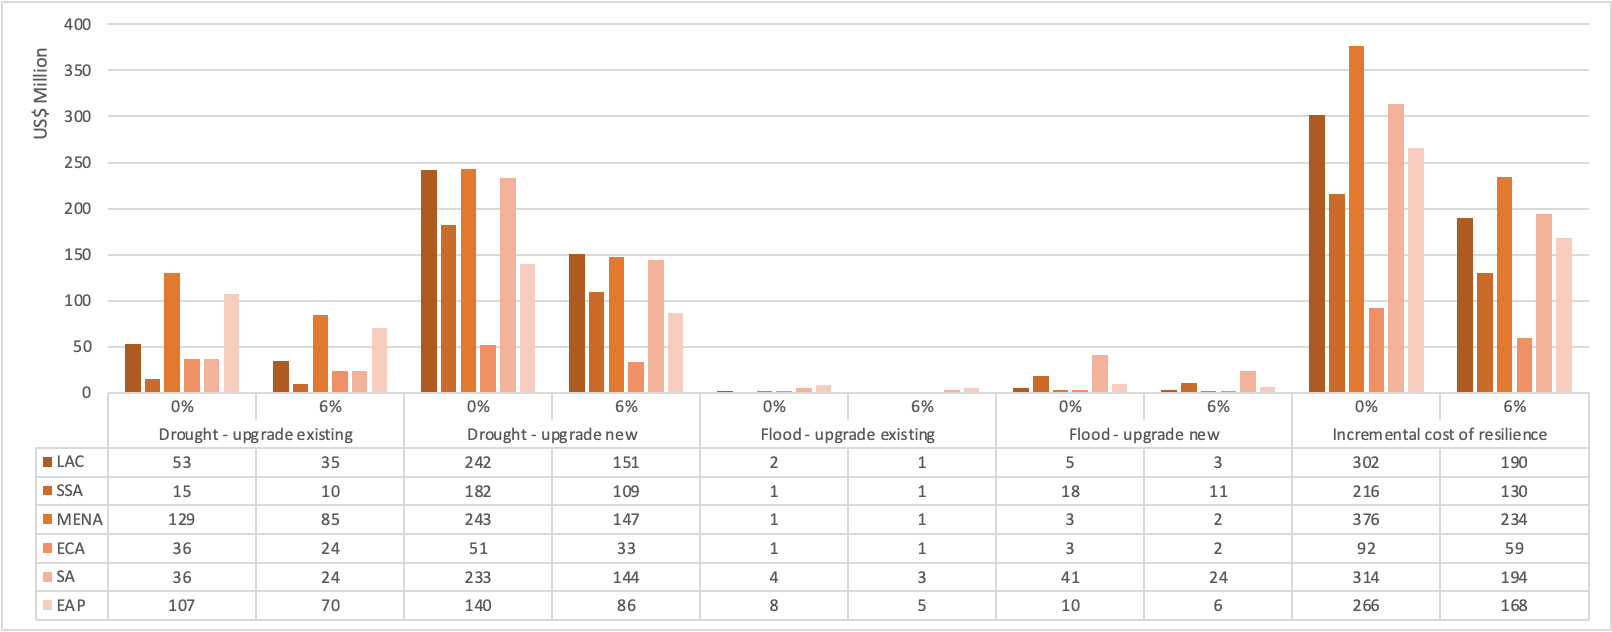 400
350
300
250
200
150
100
50
0
US$ Million
0% 6% 0% 6% 0% 6% 0% 6% 0% 6%
Drought - upgrade existing Drought - upgrade new Flood - upgrade existing Flood - upgrade new Incremental cost of resilience
LAC 53 35 242 151 2 1 5 3 302 190
SSA 15 10 182 109 1 1 18 11 216 130
MENA 129 85 243 147 1 1 3 2 376 234
ECA 36 24 51 33 1 1 3 2 92 59
SA 36 24 233 144 4 3 41 24 314 194
EAP 107 70 140 86 8 5 10 6 266 168